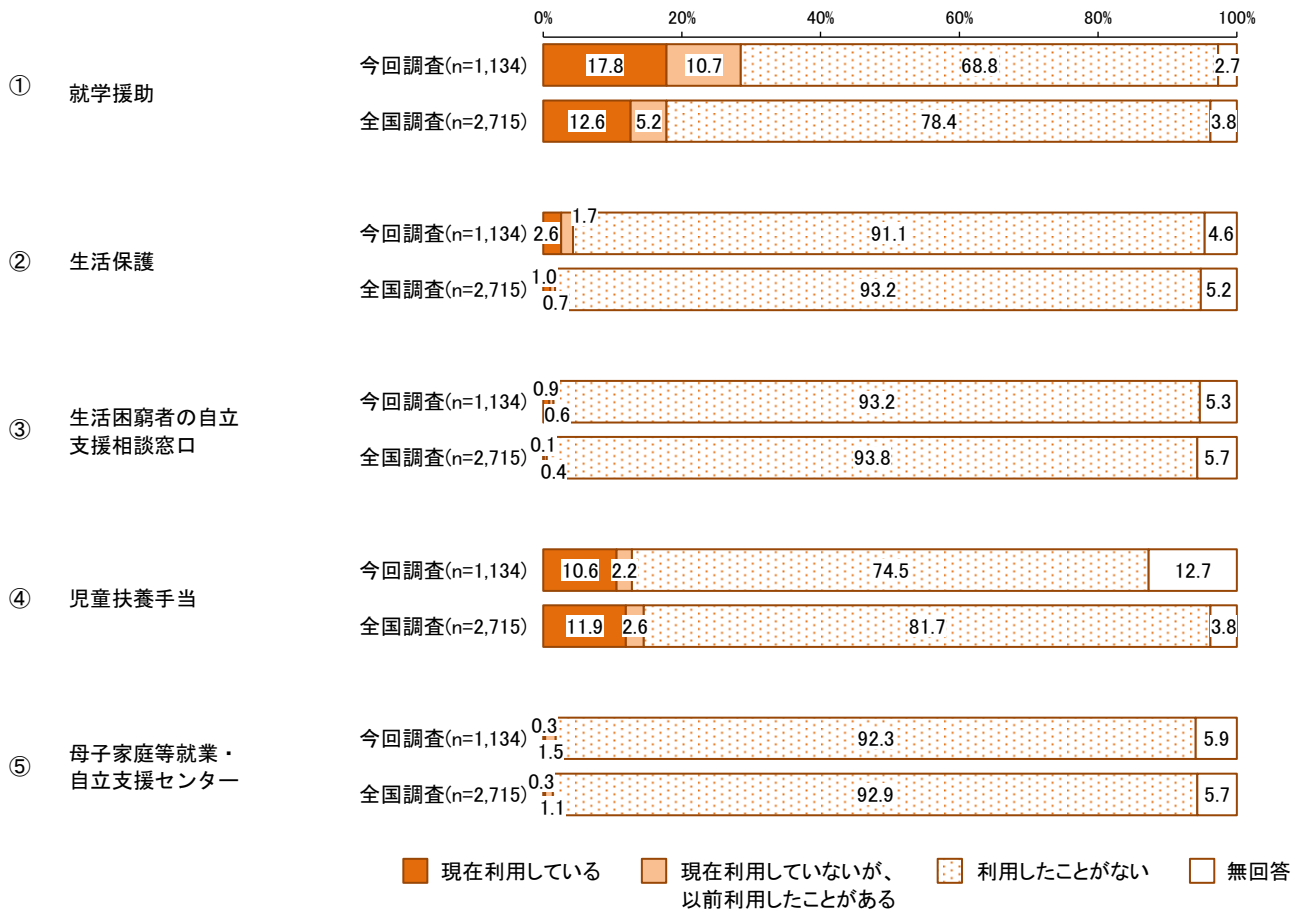 0% 20% 40% 60% 80% 100%
① 就学援助
今回調査(n=1,134) 17.8 10.7 68.8 2.7
全国調査(n=2,715) 12.6 5.2 78.4 3.8
② 生活保護
今回調査(n=1,134) 2.6 1.7 91.1 4.6
全国調査(n=2,715) 1.0 0.7 93.2 5.2
③ 生活困窮者の自立
支援相談窓口
今回調査(n=1,134) 0.9 0.6 93.2 5.3
全国調査(n=2,715) 0.1 0.4 93.8 5.7
④ 児童扶養手当
今回調査(n=1,134) 10.6 2.2 74.5 12.7
全国調査(n=2,715) 11.9 2.6 81.7 3.8
⑤ 母子家庭等就業・
自立支援センター
今回調査(n=1,134) 0.3 1.5 92.3 5.9
全国調査(n=2,715) 0.3 1.1 92.9 5.7
現在利用している
現在利用していないが、
以前利用したことがある
利用したことがない
無回答